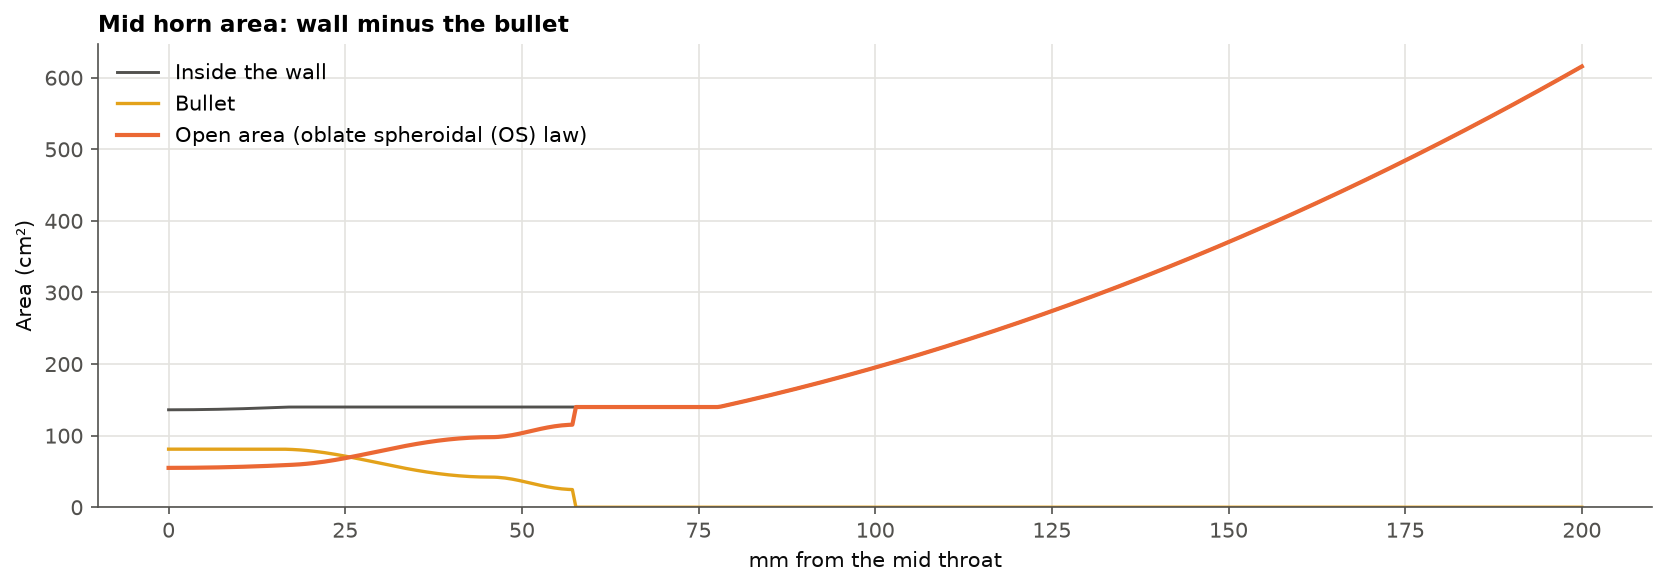 Mid horn area: wall minus the bullet
Inside the wall
Bullet
Open area (oblate spheroidal (OS) law)
Area (cm²)
600
500
400
300
200
100
0
0 25 50 75 100 125 150 175 200
mm from the mid throat